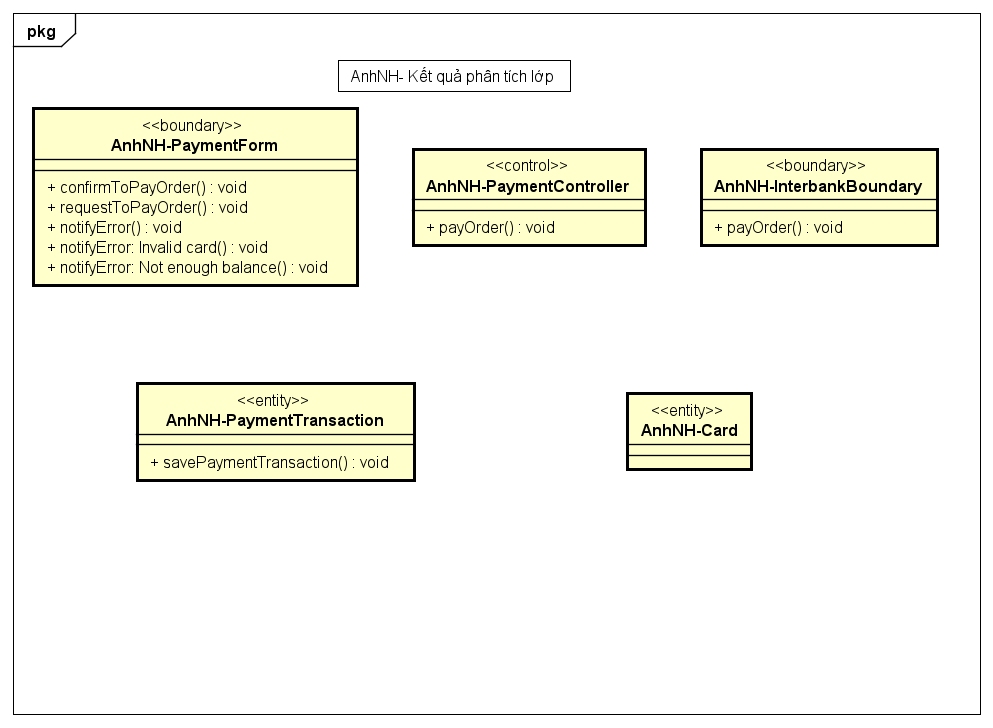 pkg
AnhNH- Kết quả phân tích lớp
<<boundary>>
AnhNH-PaymentForm
+ confirmToPayOrder() : void
+ requestToPayOrder() : void
+ notifyError() : void
+ notifyError: Invalid card() : void
+ notifyError: Not enough balance() : void
<<control>>
AnhNH-PaymentController
+ payOrder() : void
<<boundary>>
AnhNH-InterbankBoundary
+ payOrder() : void
<<entity>>
AnhNH-PaymentTransaction
+ savePaymentTransaction() : void
<<entity>>
AnhNH-Card